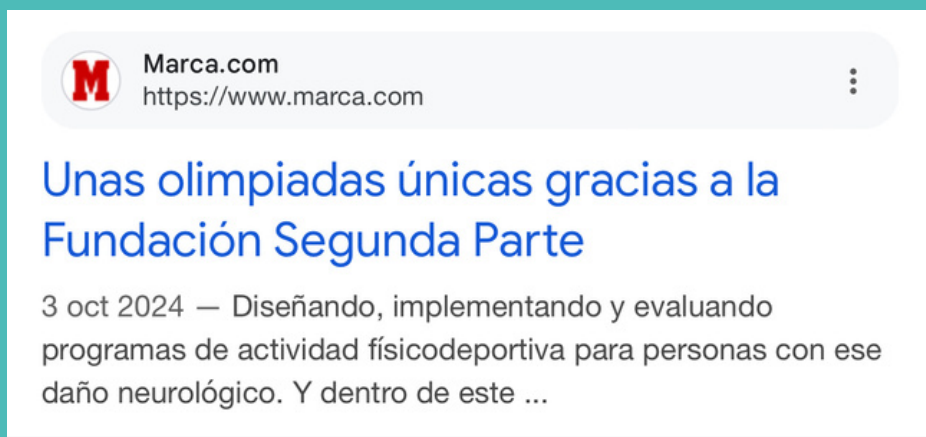 M
Marca.com
https://www.marca.com
Unas olimpiadas únicas gracias a la
Fundación Segunda Parte
3 oct 2024 — Diseñando, implementando y evaluando
programas de actividad físicodeportiva para personas con ese
daño neurológico. Y dentro de este ...